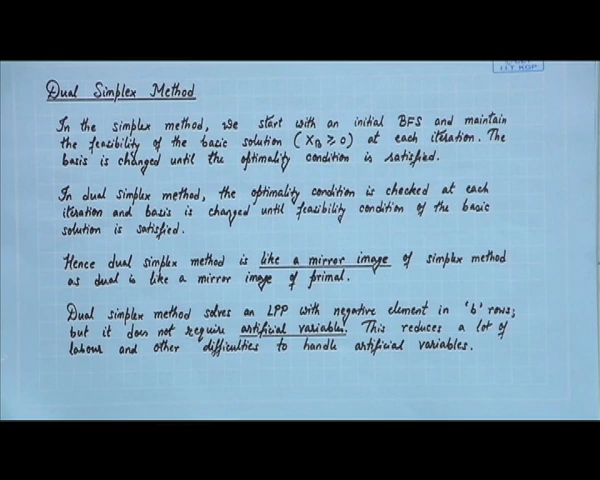 IIT KGP
Dual Simplex Method
In the simplex method, we start with an initial BFS and maintain
the feasibility of the basic solution ( XB ≥ 0 ) at each iteration. The
basis is changed until the optimality condition is satisfied.
In dual simplex method, the optimality condition is checked at each
iteration and basis is changed until feasibility condition of the basic
solution is satisfied.
Hence dual simplex method is like a mirror image of simplex method
as dual is like a mirror image of primal.
Dual simplex method solves an LPP with negative element in 'b' rows;
but it does not require artificial variables. This reduces a lot of
labour and other difficulties to handle artificial variables.